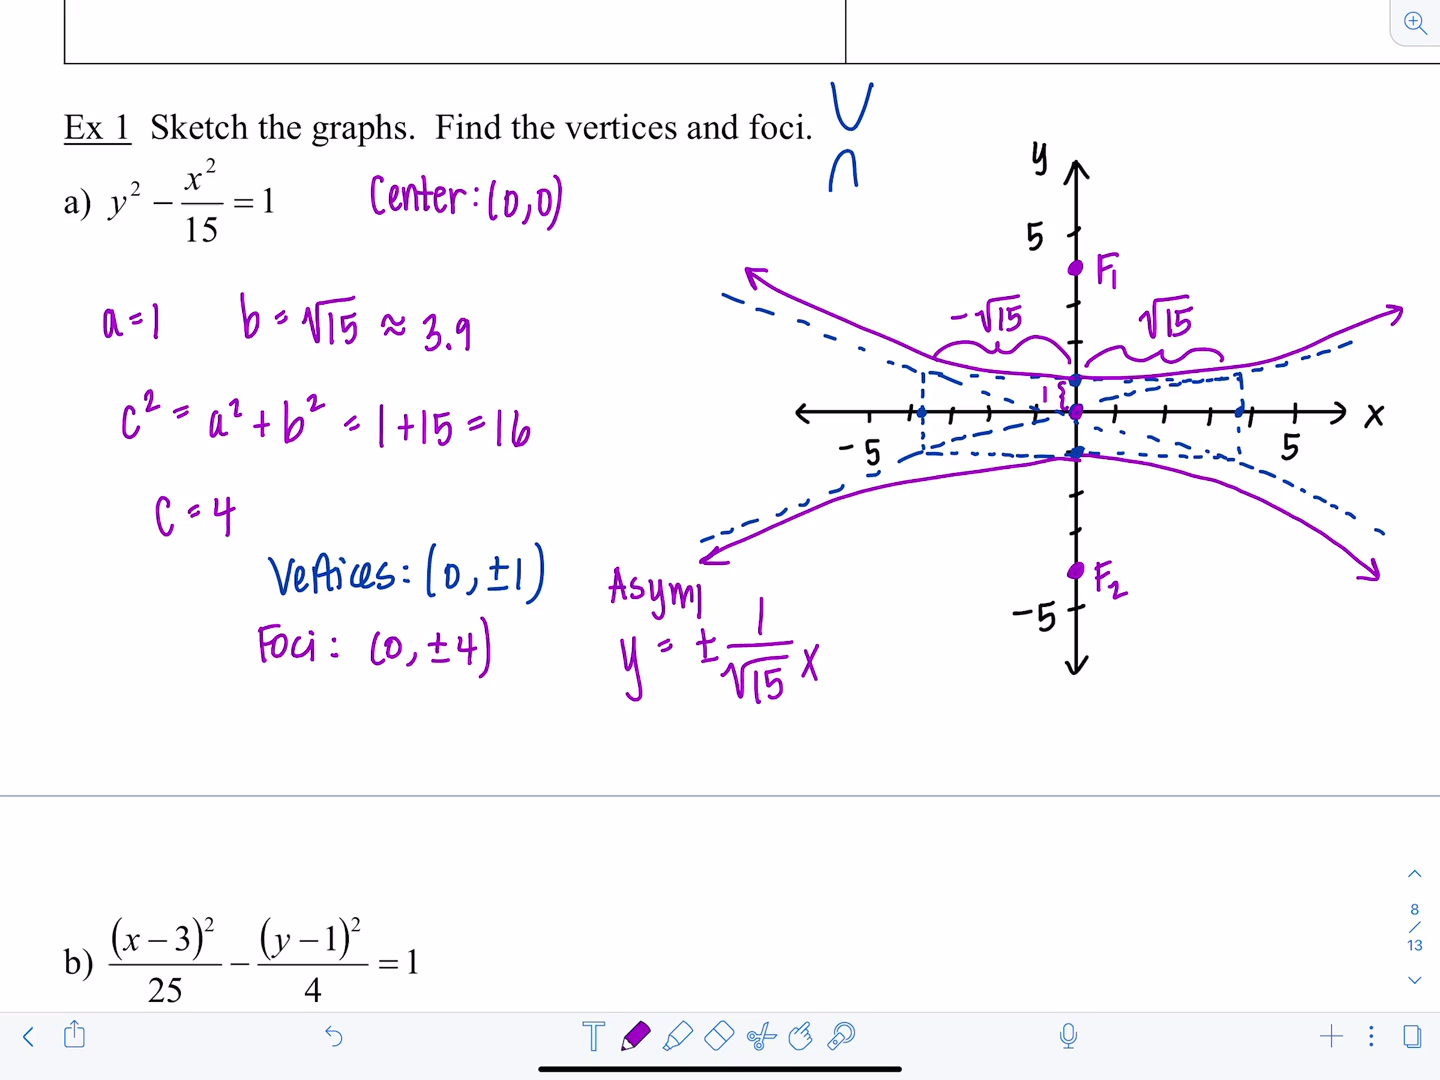 Ex 1 Sketch the graphs. Find the vertices and foci.
a) y² − x²/15 = 1
Center: (0,0)
a = 1 b = √15 ≈ 3.9
c² = a² + b² = 1 + 15 = 16
c = 4
Vertices: (0, ±1)
Foci: (0, ±4)
Asym
y = ± 1/√15 x
y
5
F₁
−√15 √15
1
x
−5 5
F₂
−5
b) (x − 3)²/25 − (y − 1)²/4 = 1
8
/
13
T